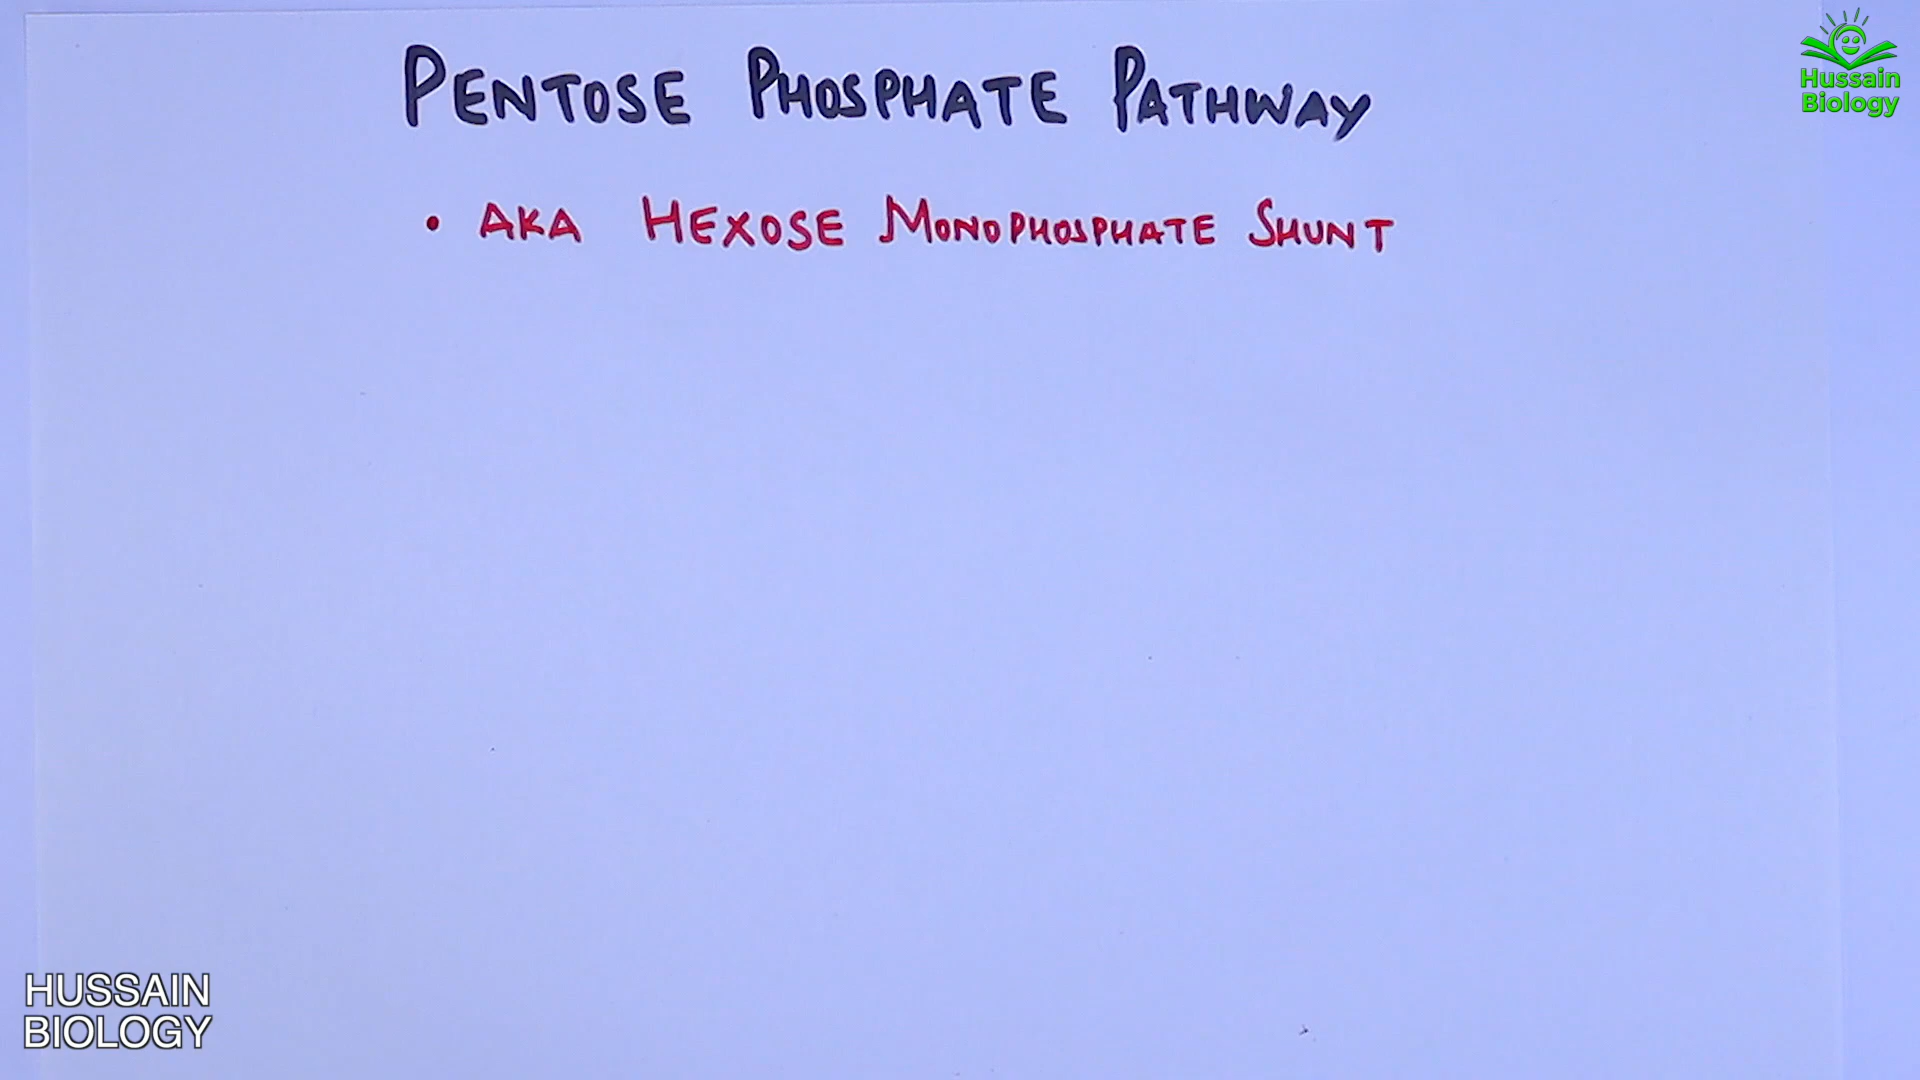 PENTOSE PHOSPHATE PATHWAY
• AKA HEXOSE MONOPHOSPHATE SHUNT
Hussain
Biology
HUSSAIN
BIOLOGY